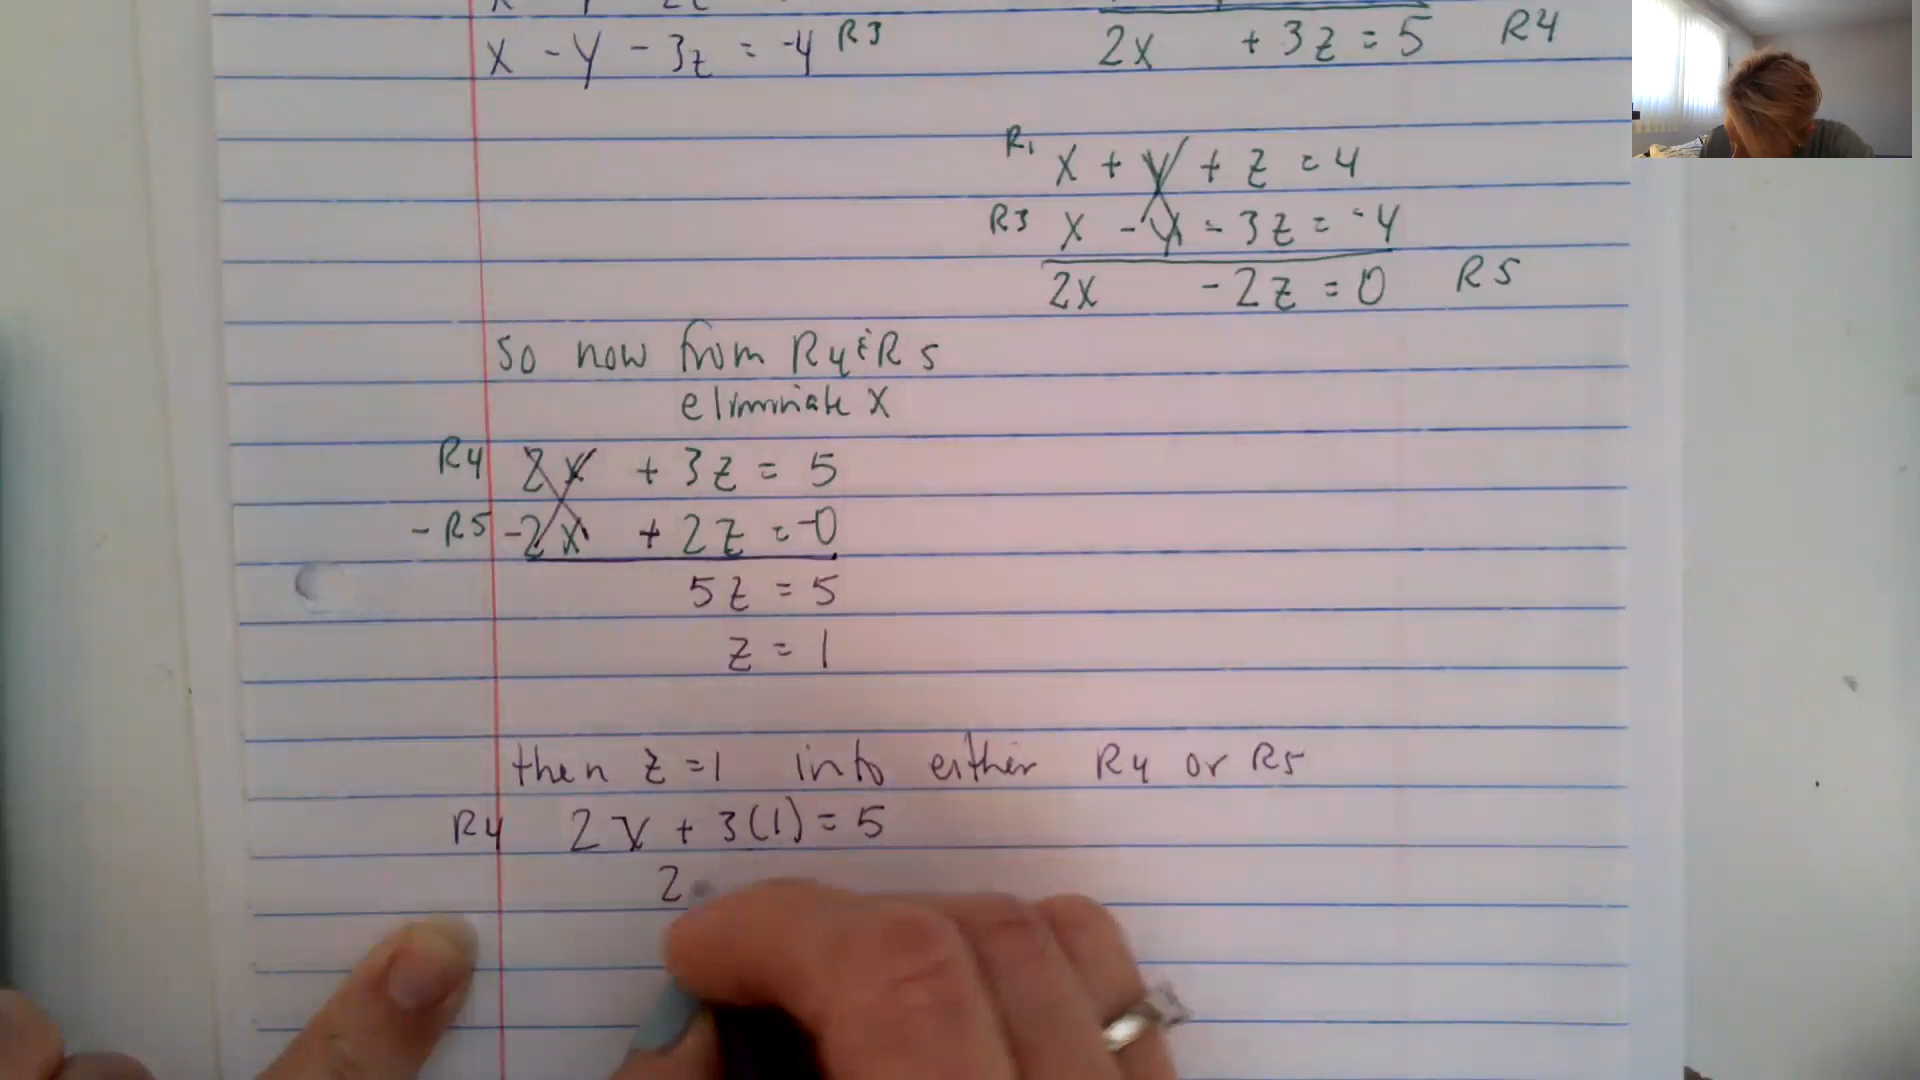 x - y - 3z = -4 R3
2x + 3z = 5 R4
R1 x + y + z = 4
R3 x - y - 3z = -4
2x - 2z = 0 R5
So now from R4 & R5
eliminate x
R4 2x + 3z = 5
- R5 -2x + 2z = -0
5z = 5
z = 1
then z = 1 into either R4 or R5
R4 2x + 3(1) = 5
2